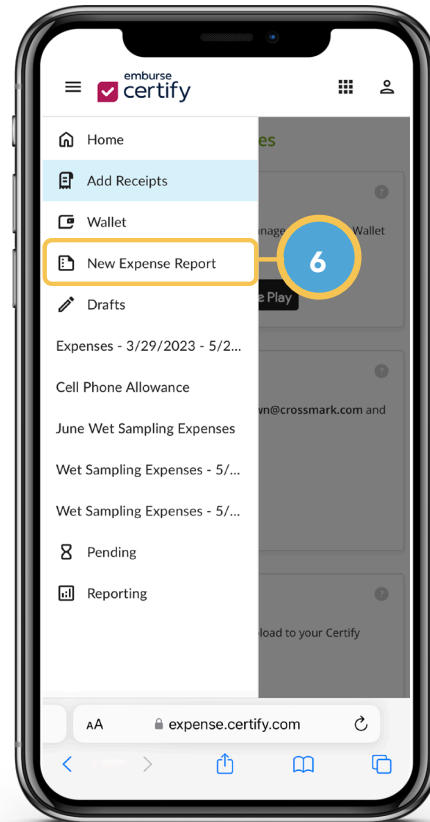 emburse
certify
Home
es
Add Receipts
Wallet
nage Wallet
New Expense Report
6
Drafts
e Play
Expenses - 3/29/2023 - 5/2...
Cell Phone Allowance
wn@crossmark.com and
June Wet Sampling Expenses
Wet Sampling Expenses - 5/...
Wet Sampling Expenses - 5/...
Pending
Reporting
load to your Certify
AA expense.certify.com